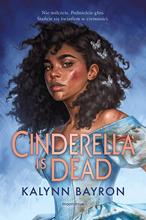 Nie milczcie. Podnieście głos.
Stańcie się światłem w ciemności.
CINDERELLA
IS DEAD
KALYNN BAYRON